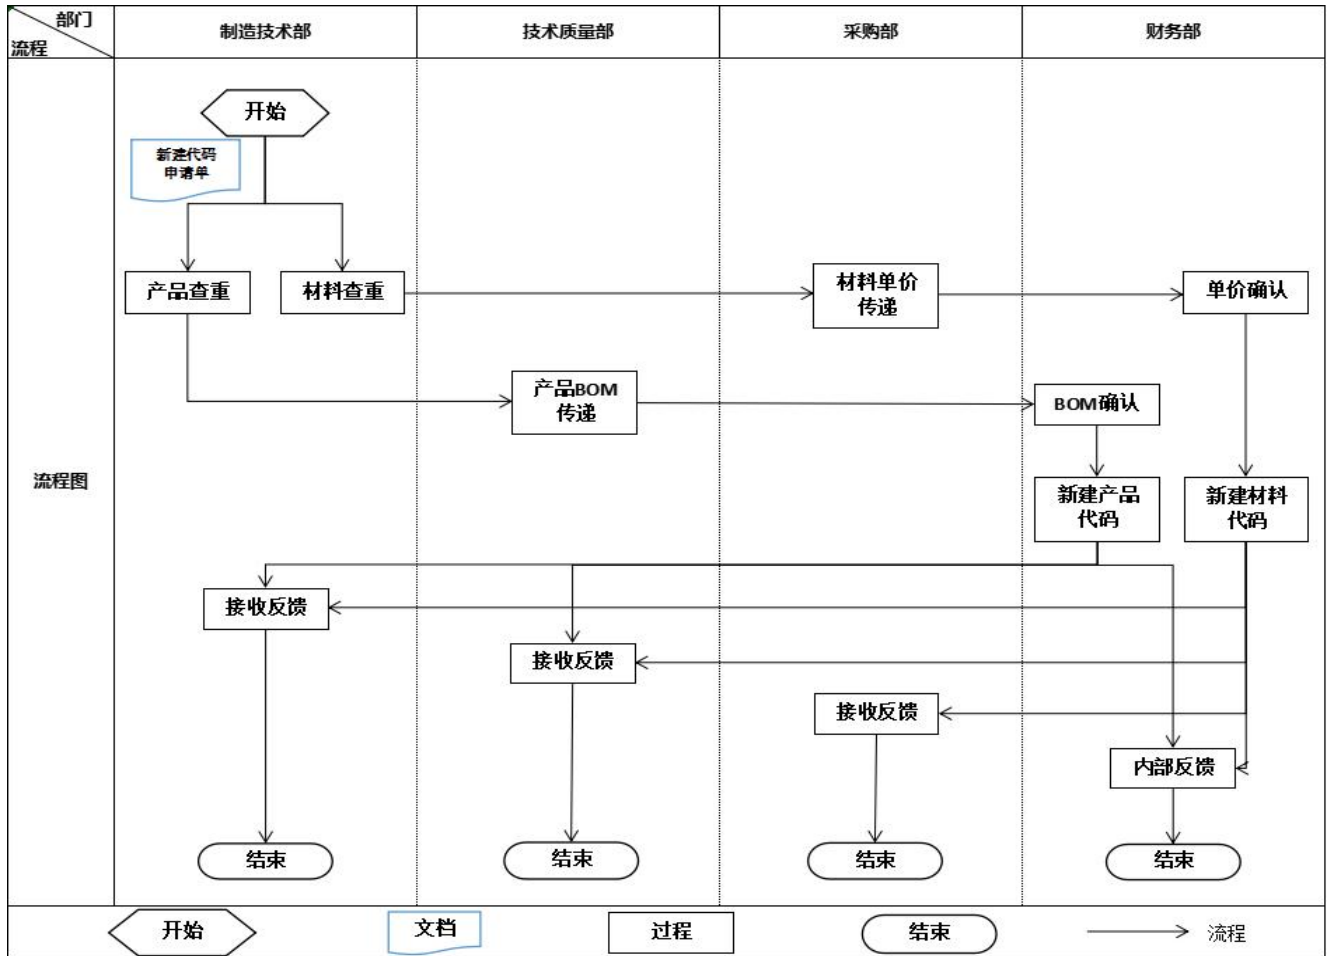 部门
流程
制造技术部
技术质量部
采购部
财务部
开始
新建代码
申请单
产品查重
材料查重
材料单价
传递
单价确认
产品BOM
传递
BOM确认
流程图
新建产品
代码
新建材料
代码
接收反馈
接收反馈
接收反馈
内部反馈
结束
结束
结束
结束
开始
文档
过程
结束
流程